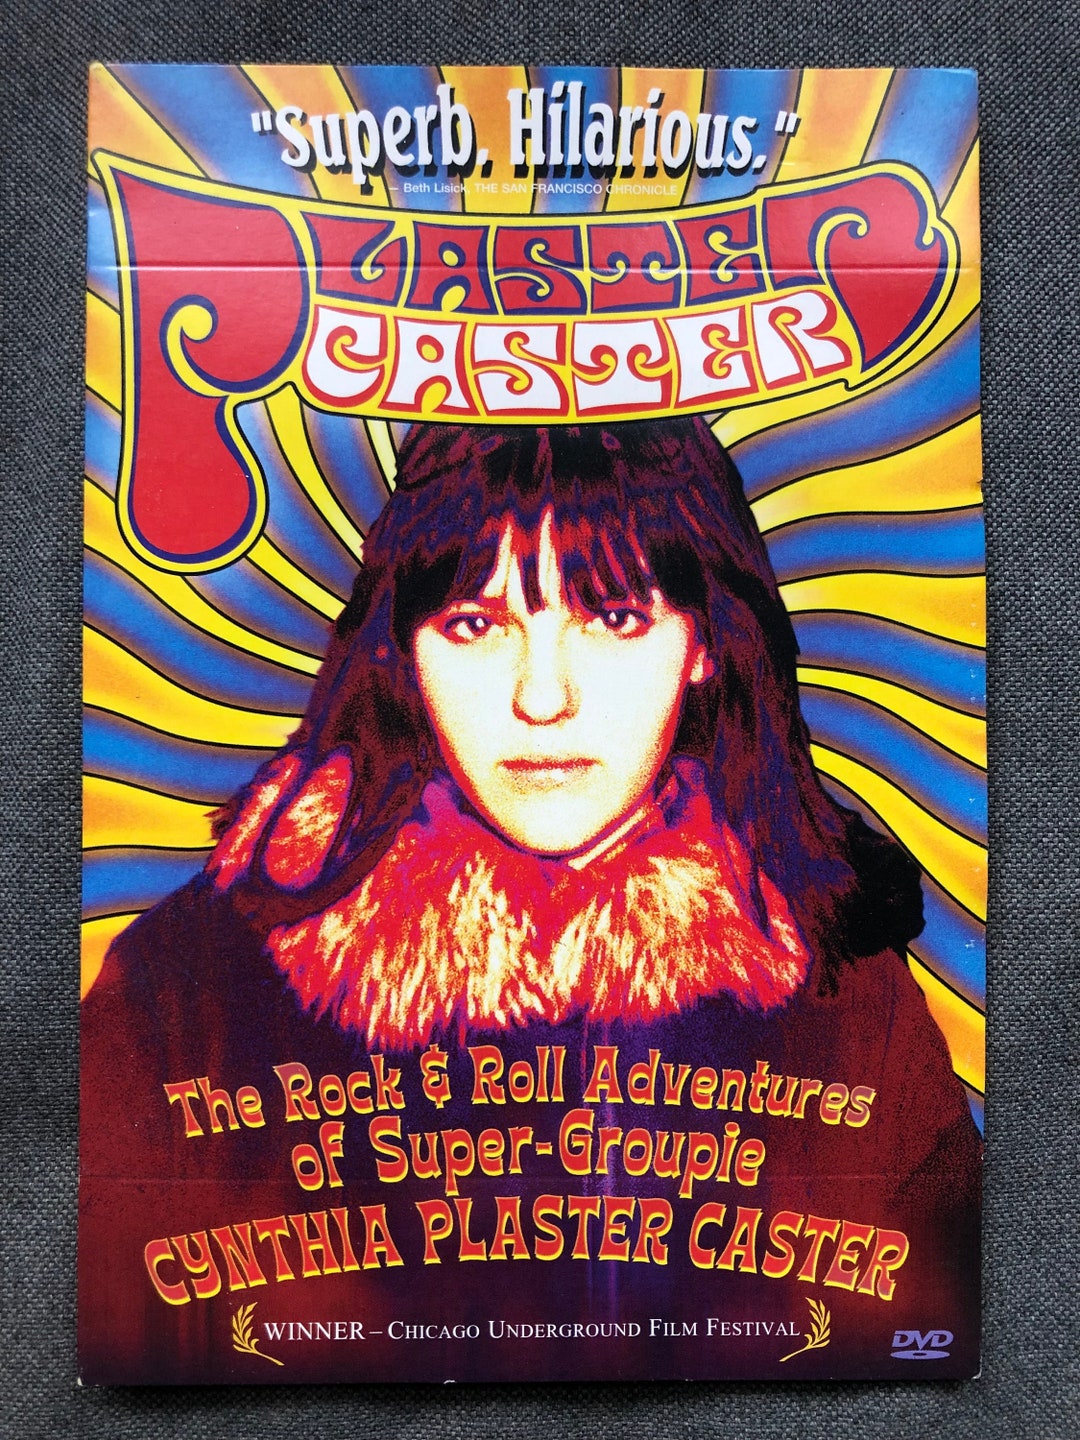 "Superb. Hilarious."
– Beth Lisick, THE SAN FRANCISCO CHRONICLE
PLASTER
CASTER
The Rock & Roll Adventures
of Super-Groupie
CYNTHIA PLASTER CASTER
WINNER – CHICAGO UNDERGROUND FILM FESTIVAL
DVD